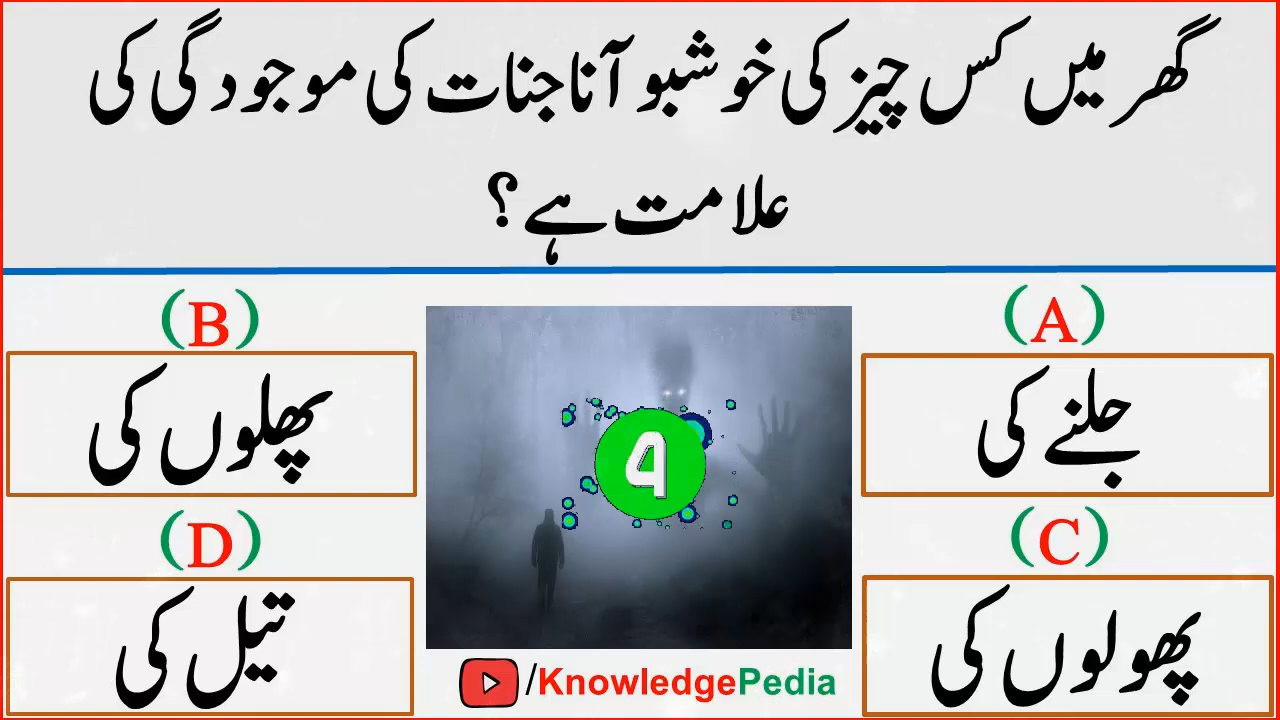 گھر میں کس چیز کی خوشبو آنا جنات کی موجودگی کی
علامت ہے؟
(A)
جلنے کی
(B)
پھلوں کی
4
(C)
پھولوں کی
(D)
تیل کی
/KnowledgePedia